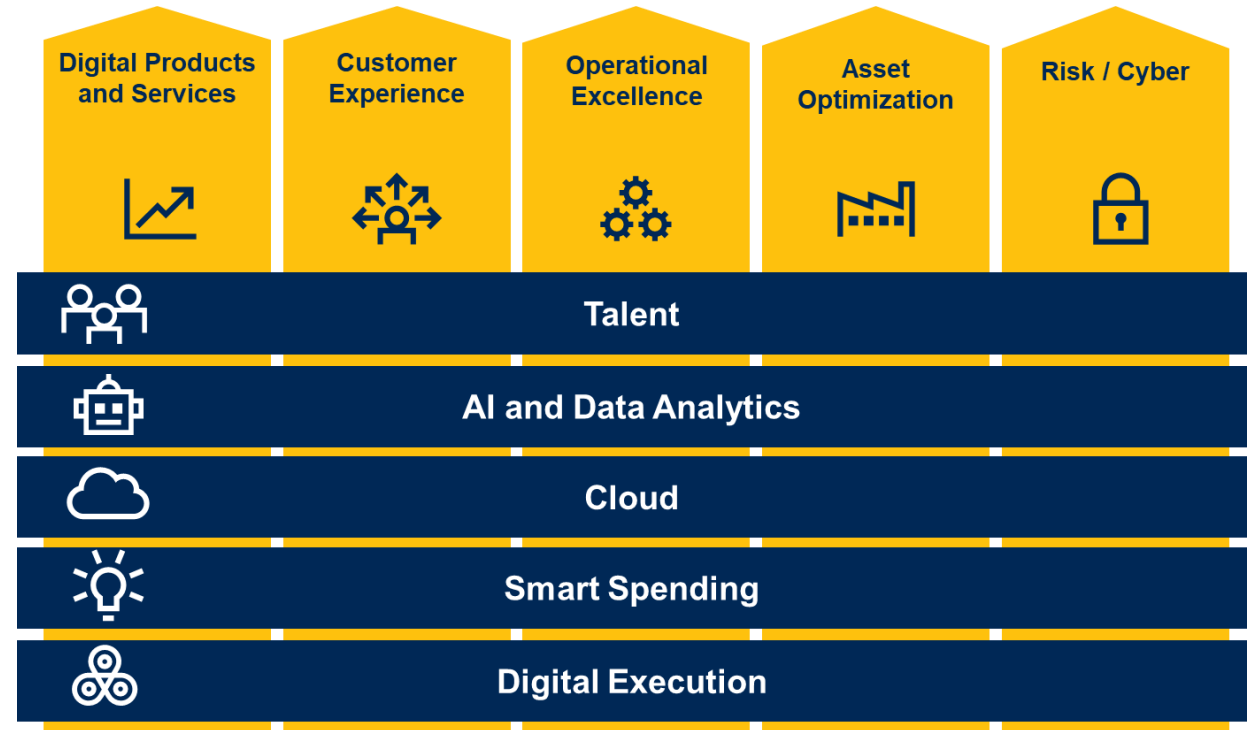 Digital Products
and Services
Customer
Experience
Operational
Excellence
Asset
Optimization
Risk / Cyber
Talent
AI and Data Analytics
Cloud
Smart Spending
Digital Execution